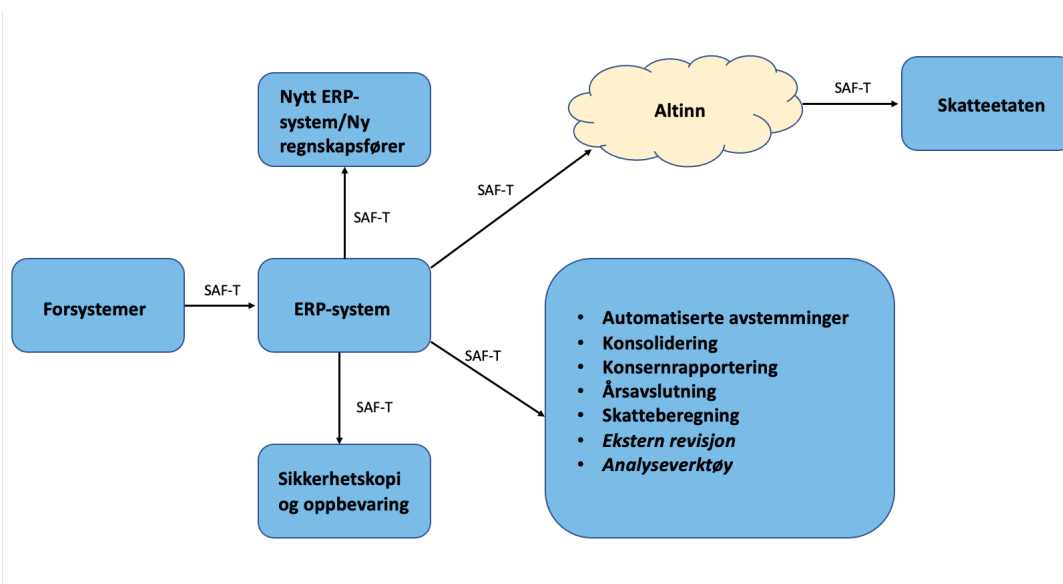 Nytt ERP-
system/Ny
regnskapsfører
Altinn
SAF-T
Skatteetaten
SAF-T
SAF-T
Forsystemer
SAF-T
ERP-system
SAF-T
• Automatiserte avstemminger
• Konsolidering
• Konsernrapportering
• Årsavslutning
• Skatteberegning
• Ekstern revisjon
• Analyseverktøy
SAF-T
Sikkerhetskopi
og oppbevaring